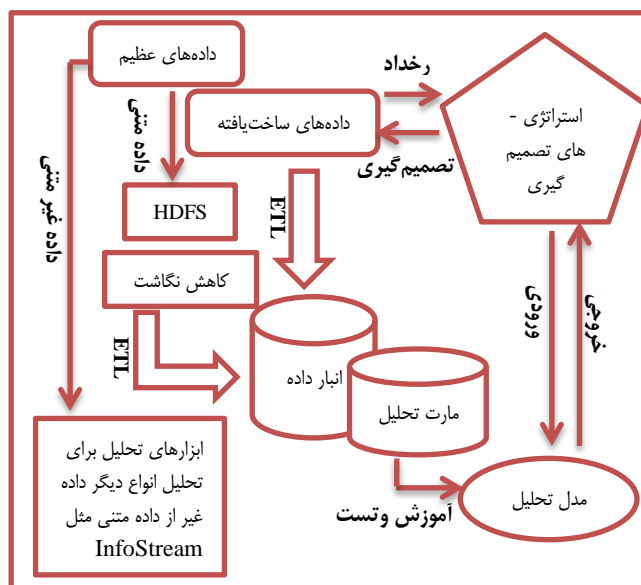 داده‌های عظیم
رخداد
داده‌های ساخت‌یافته
استراتژی -
های تصمیم
گیری
تصمیم‌گیری
داده متنی
داده غیر متنی
HDFS
ETL
کاهش نگاشت
ETL
انبار داده
مارت تحلیل
ورودی
خروجی
ابزارهای تحلیل برای
تحلیل انواع دیگر داده
غیر از داده متنی مثل
InfoStream
آموزش وتست
مدل تحلیل